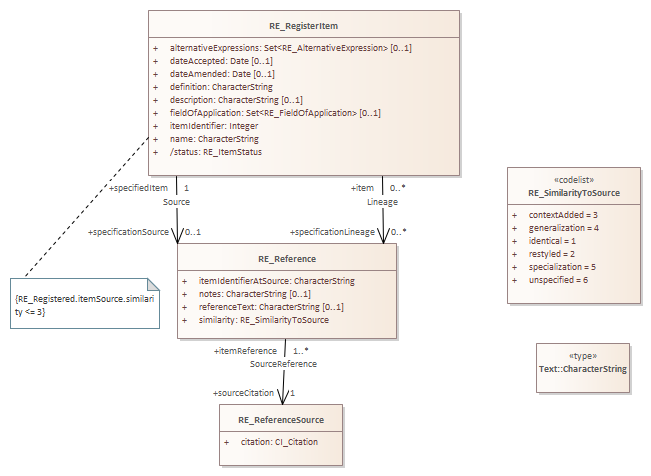 RE_RegisterItem
+ alternativeExpressions: Set<RE_AlternativeExpression> [0..1]
+ dateAccepted: Date [0..1]
+ dateAmended: Date [0..1]
+ definition: CharacterString
+ description: CharacterString [0..1]
+ fieldOfApplication: Set<RE_FieldOfApplication> [0..1]
+ itemIdentifier: Integer
+ name: CharacterString
+ /status: RE_ItemStatus
+specifiedItem 1
Source
+item 0..*
Lineage
+specificationSource 0..1
+specificationLineage 0..*
«codelist»
RE_SimilarityToSource
+ contextAdded = 3
+ generalization = 4
+ identical = 1
+ restyled = 2
+ specialization = 5
+ unspecified = 6
RE_Reference
+ itemIdentifierAtSource: CharacterString
+ notes: CharacterString [0..1]
+ referenceText: CharacterString [0..1]
+ similarity: RE_SimilarityToSource
{RE_Registered.itemSource.similari
ty <= 3}
+itemReference 1..*
SourceReference
+sourceCitation 1
«type»
Text::CharacterString
RE_ReferenceSource
+ citation: CI_Citation